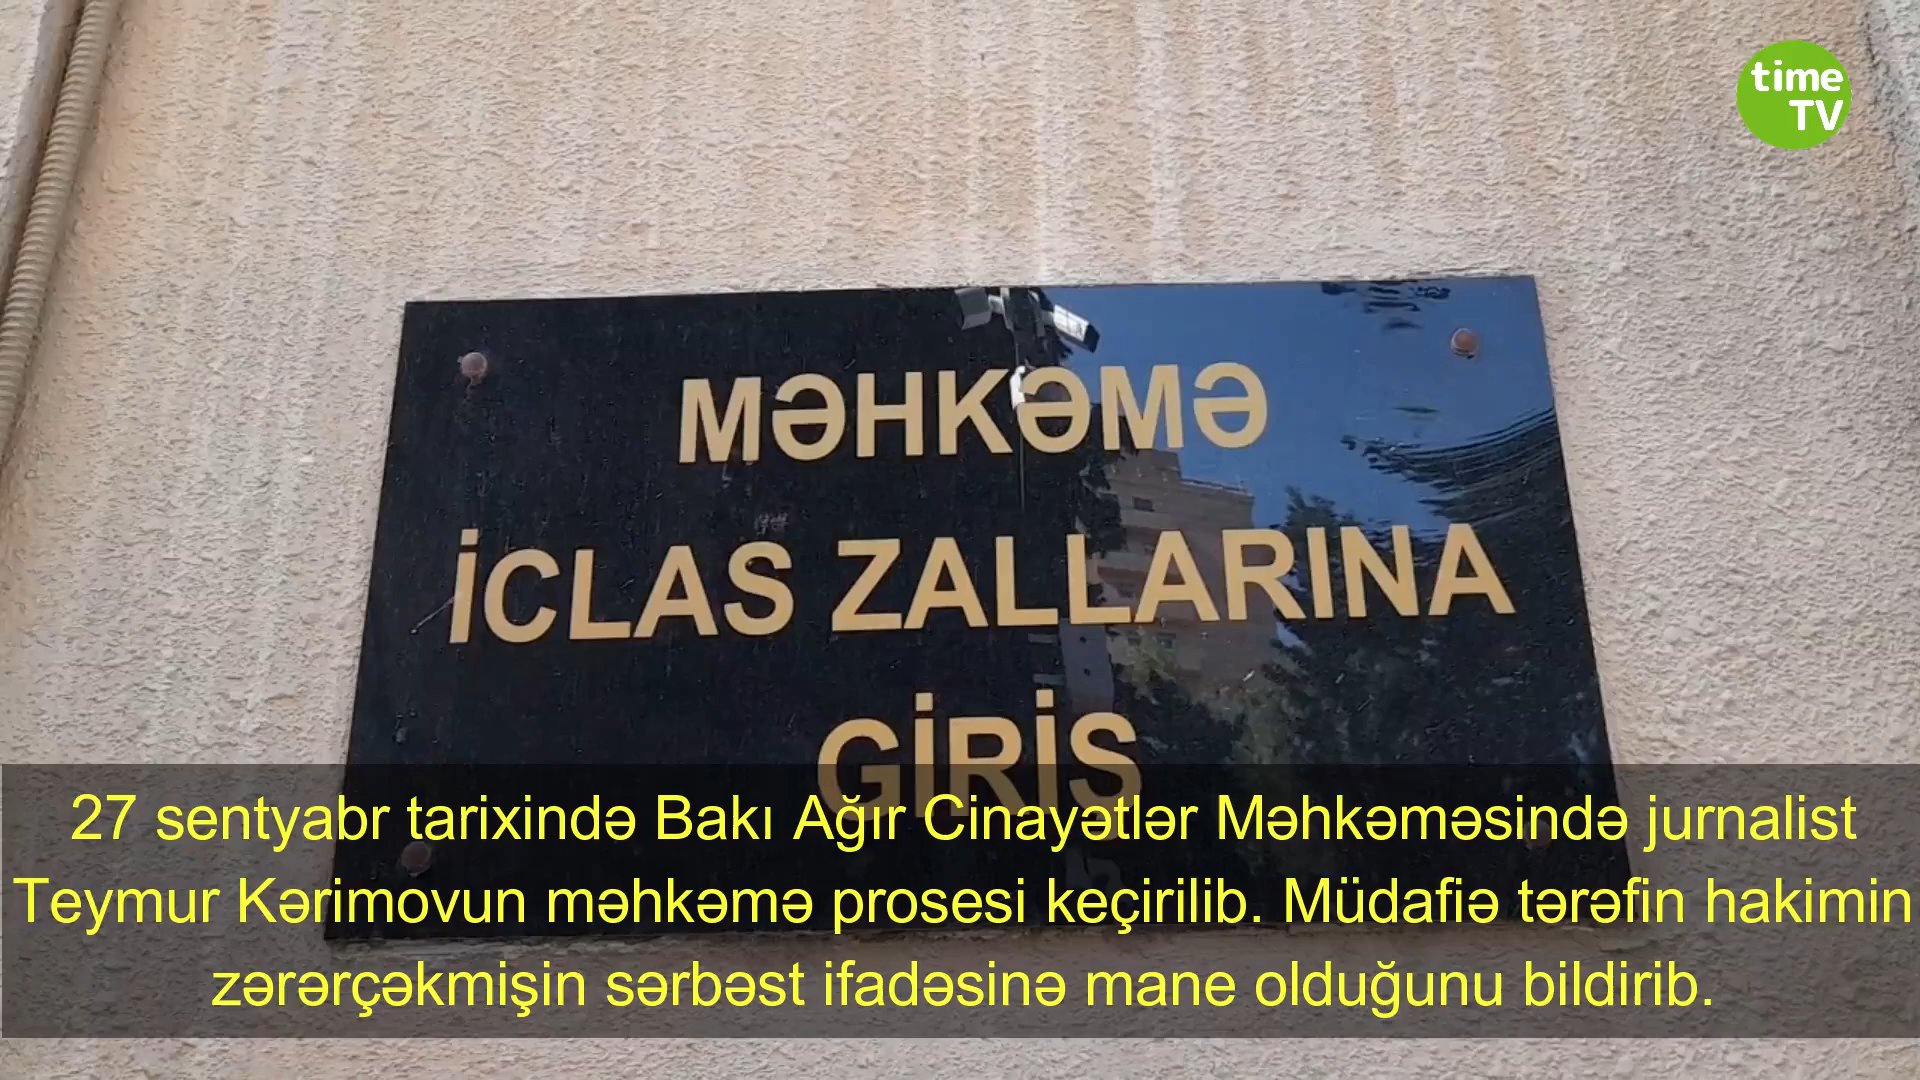 time
TV
MƏHKƏMƏ
İCLAS ZALLARINA
GİRİŞ
27 sentyabr tarixində Bakı Ağır Cinayətlər Məhkəməsində jurnalist
Teymur Kərimovun məhkəmə prosesi keçirilib. Müdafiə tərəfin hakimin
zərərçəkmişin sərbəst ifadəsinə mane olduğunu bildirib.